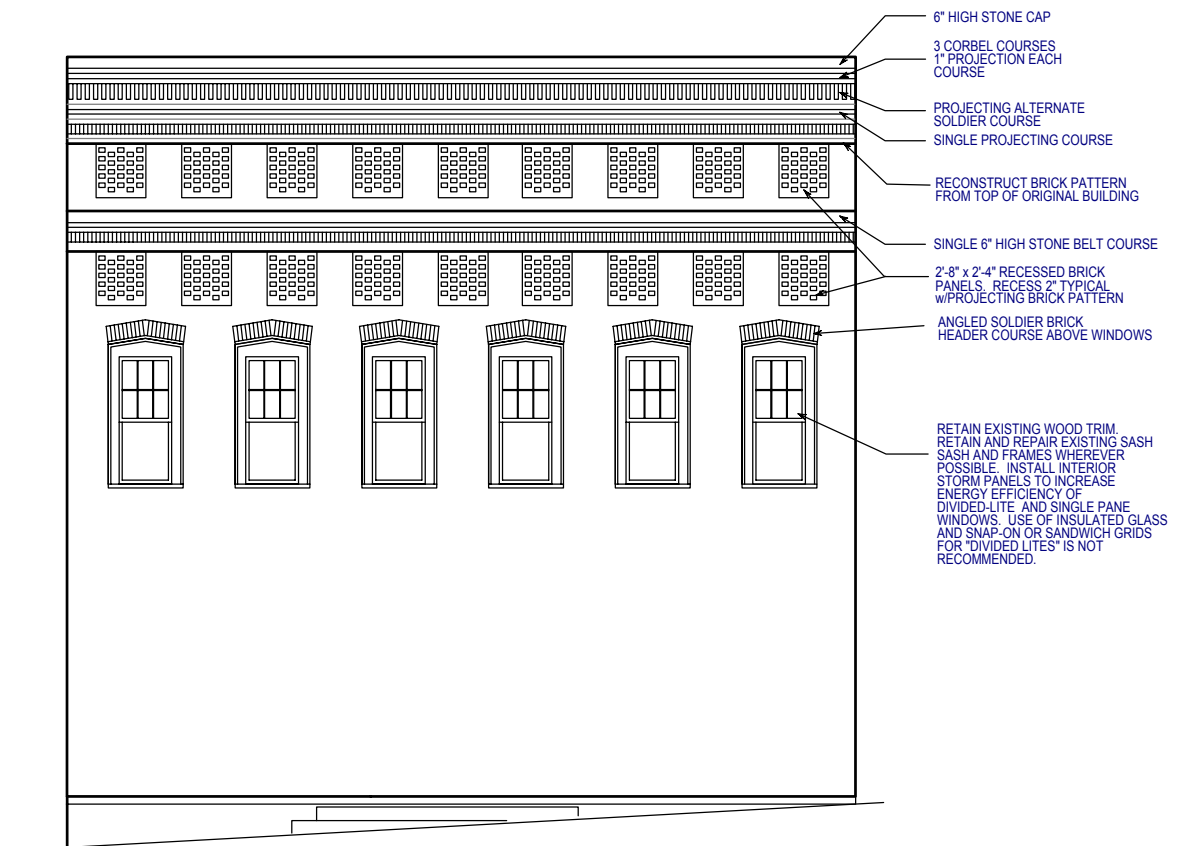 6" HIGH STONE CAP
3 CORBEL COURSES
1" PROJECTION EACH
COURSE
PROJECTING ALTERNATE
SOLDIER COURSE
SINGLE PROJECTING COURSE
RECONSTRUCT BRICK PATTERN
FROM TOP OF ORIGINAL BUILDING
SINGLE 6" HIGH STONE BELT COURSE
2'-8" x 2'-4" RECESSED BRICK
PANELS.  RECESS 2" TYPICAL
w/PROJECTING BRICK PATTERN
ANGLED SOLDIER BRICK
HEADER COURSE ABOVE WINDOWS
RETAIN EXISTING WOOD TRIM.
RETAIN AND REPAIR EXISTING SASH
SASH AND FRAMES WHEREVER
POSSIBLE.  INSTALL INTERIOR
STORM PANELS TO INCREASE
ENERGY EFFICIENCY OF
DIVIDED-LITE  AND SINGLE PANE
WINDOWS.  USE OF INSULATED GLASS
AND SNAP-ON OR SANDWICH GRIDS
FOR "DIVIDED LITES" IS NOT
RECOMMENDED.